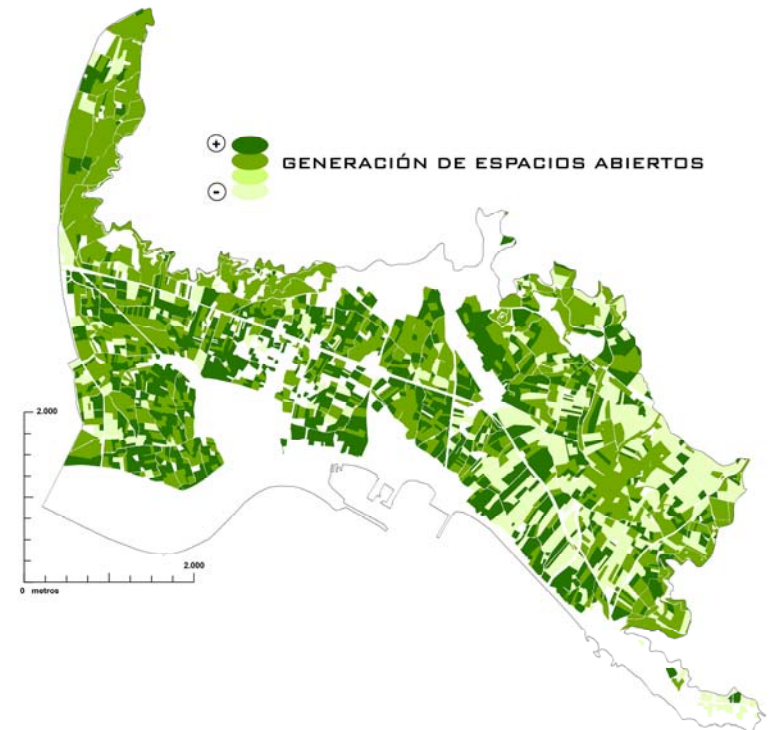 +
GENERACIÓN DE ESPACIOS ABIERTOS
-
2.000
2.000
0 metros